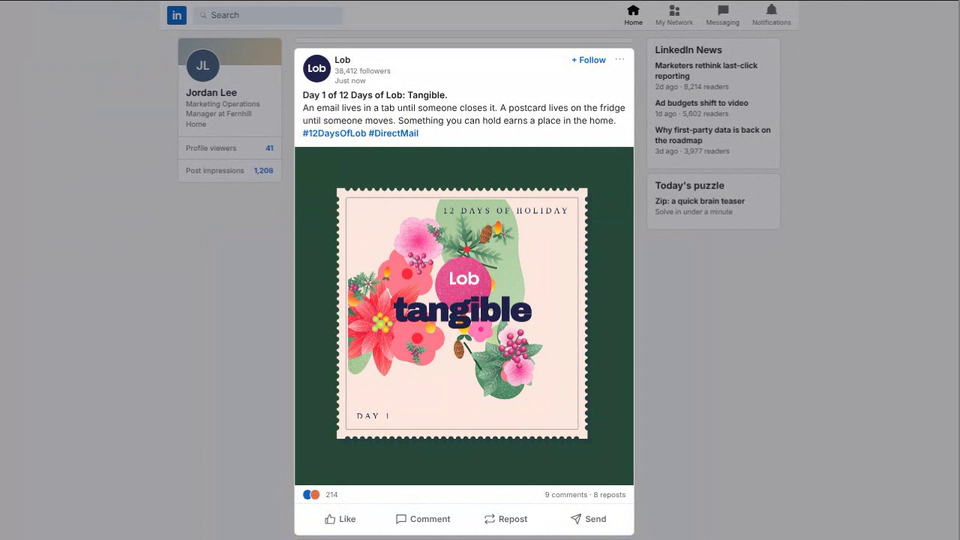 in
Search
Home
My Network
Messaging
Notifications
JL
Jordan Lee
Marketing Operations
Manager at Fernhill
Home
Profile viewers 41
Post impressions 1,208
Lob
Lob
38,412 followers
Just now
+ Follow
Day 1 of 12 Days of Lob: Tangible.
An email lives in a tab until someone closes it. A postcard lives on the fridge
until someone moves. Something you can hold earns a place in the home.
#12DaysOfLob #DirectMail
12 DAYS OF HOLIDAY
Lob
tangible
DAY 1
214
9 comments · 8 reposts
Like
Comment
Repost
Send
LinkedIn News
Marketers rethink last-click
reporting
2d ago · 8,214 readers
Ad budgets shift to video
1d ago · 5,602 readers
Why first-party data is back on
the roadmap
3d ago · 3,977 readers
Today's puzzle
Zip: a quick brain teaser
Solve in under a minute